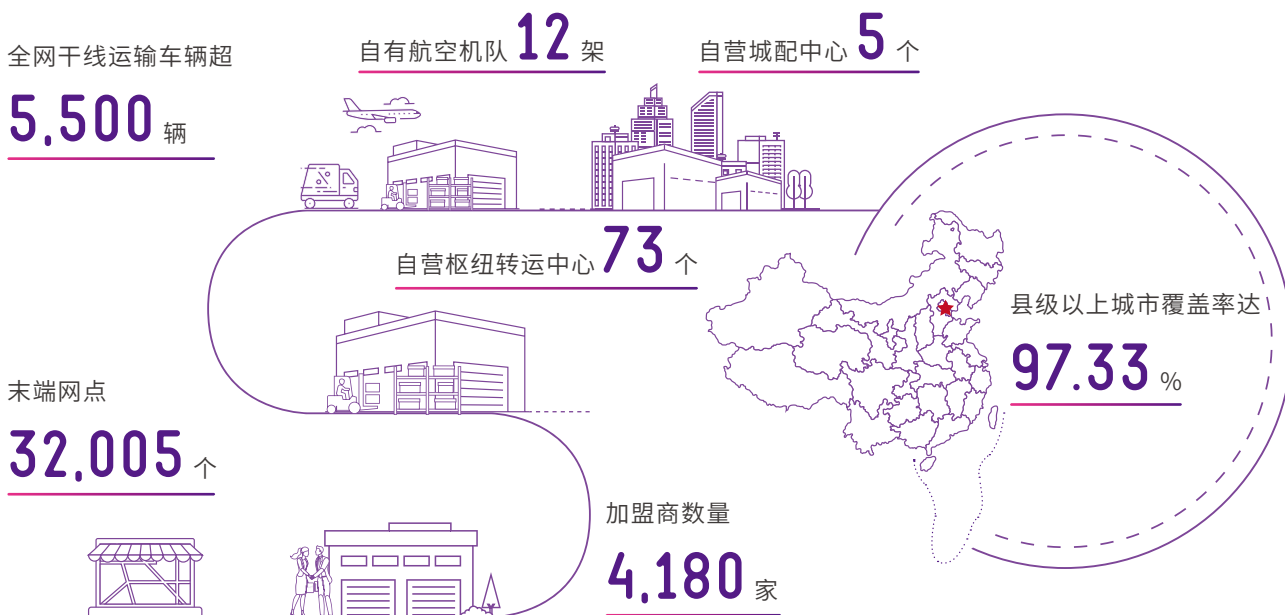 全网干线运输车辆超
5,500 辆
自有航空机队 12 架
自营城配中心 5 个
自营枢纽转运中心 73 个
县级以上城市覆盖率达
97.33 %
末端网点
32,005 个
加盟商数量
4,180 家